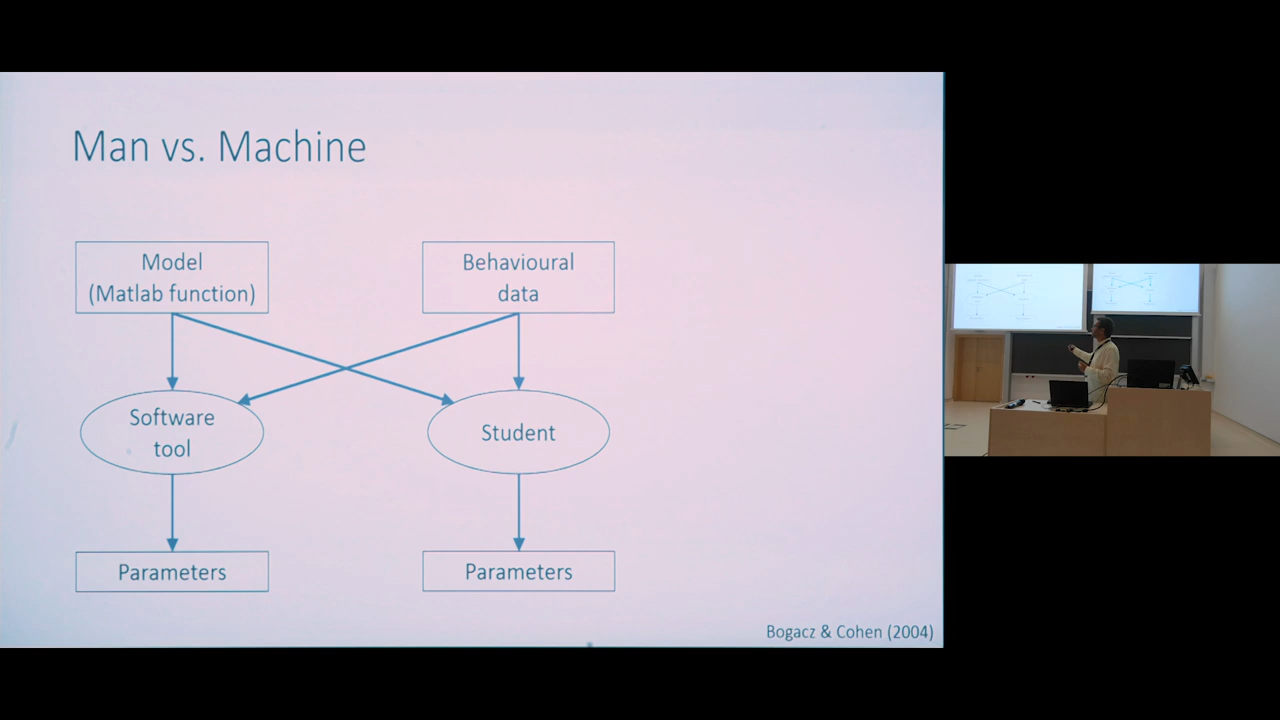 Man vs. Machine
Model
(Matlab function)
Behavioural
data
Software
tool
Student
Parameters
Parameters
Bogacz & Cohen (2004)